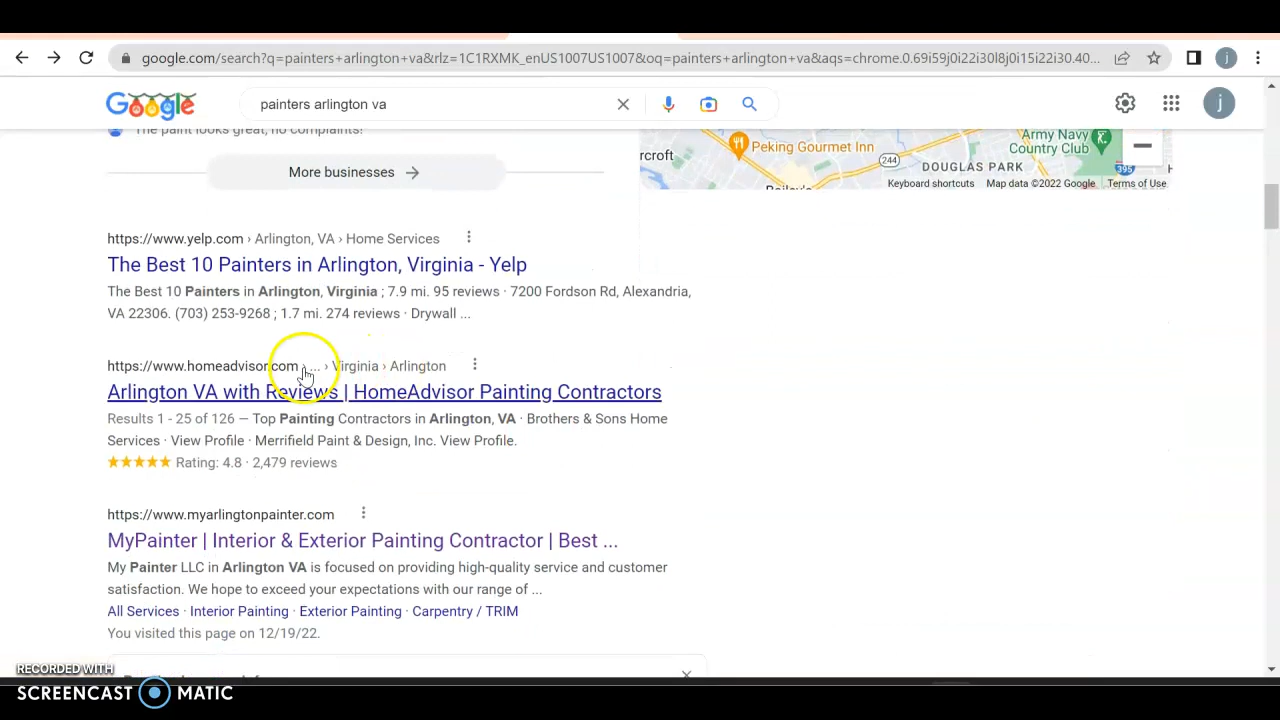 google.com/search?q=painters+arlington+va&rlz=1C1RXMK_enUS1007US1007&oq=painters+arlington+va&aqs=chrome.0.69i59j0i22i30l8j0i15i22i30.40...
j
Google
painters arlington va
j
The paint looks great, no complaints!
More businesses
rcroft
Peking Gourmet Inn
244
Army Navy
Country Club
DOUGLAS PARK
395
Keyboard shortcuts Map data ©2022 Google Terms of Use
https://www.yelp.com › Arlington, VA › Home Services
The Best 10 Painters in Arlington, Virginia - Yelp
The Best 10 Painters in Arlington, Virginia ; 7.9 mi. 95 reviews · 7200 Fordson Rd, Alexandria,
VA 22306. (703) 253-9268 ; 1.7 mi. 274 reviews · Drywall ...
https://www.homeadvisor.com › ... › Virginia › Arlington
Arlington VA with Reviews | HomeAdvisor Painting Contractors
Results 1 - 25 of 126 — Top Painting Contractors in Arlington, VA · Brothers & Sons Home
Services · View Profile · Merrifield Paint & Design, Inc. View Profile.
Rating: 4.8 · 2,479 reviews
https://www.myarlingtonpainter.com
MyPainter | Interior & Exterior Painting Contractor | Best ...
My Painter LLC in Arlington VA is focused on providing high-quality service and customer
satisfaction. We hope to exceed your expectations with our range of ...
All Services · Interior Painting · Exterior Painting · Carpentry / TRIM
You visited this page on 12/19/22.
RECORDED WITH
SCREENCAST MATIC